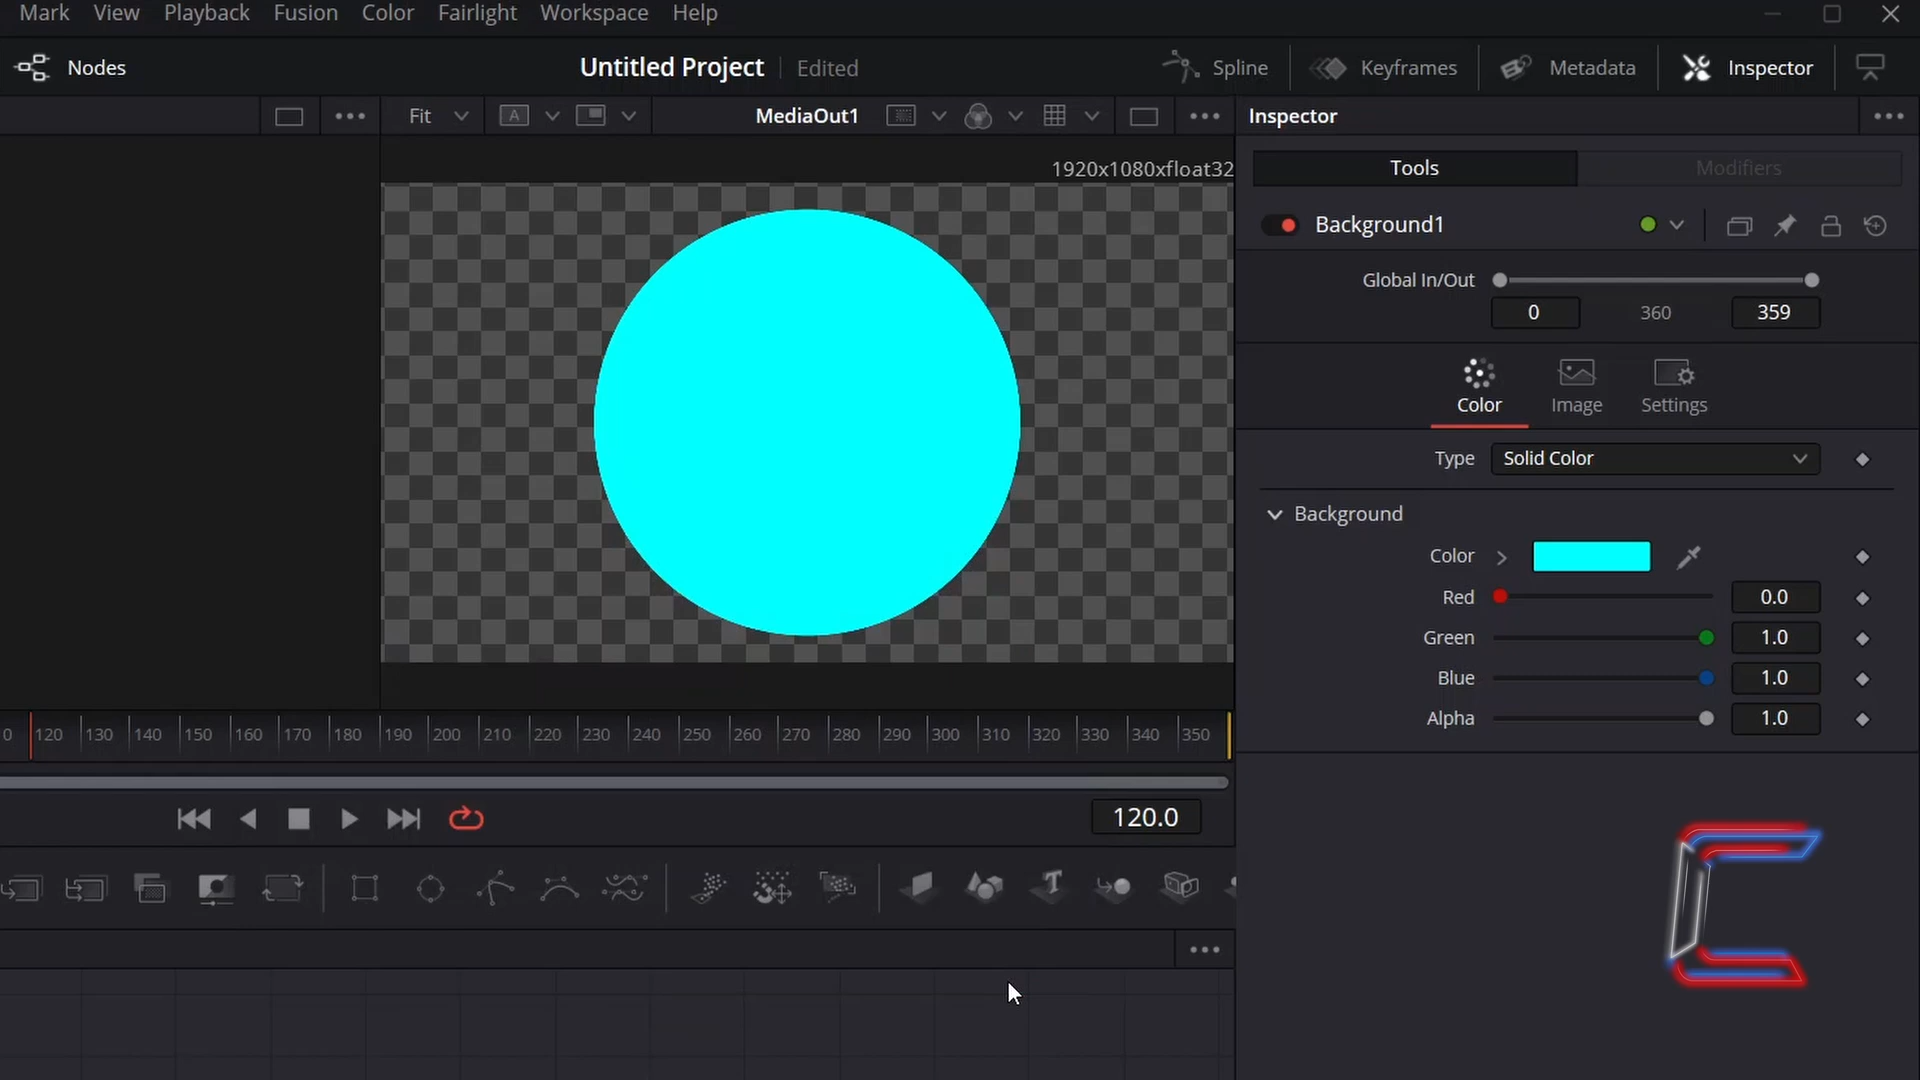 Mark View Playback Fusion Color Fairlight Workspace Help
Nodes Untitled Project Edited Spline Keyframes Metadata Inspector
Fit A MediaOut1 Inspector
1920x1080xfloat32
Tools Modifiers
Background1
Global In/Out
0 360 359
Color Image Settings
Type Solid Color
Background
Color
Red 0.0
Green 1.0
Blue 1.0
Alpha 1.0
0 120 130 140 150 160 170 180 190 200 210 220 230 240 250 260 270 280 290 300 310 320 330 340 350
120.0
T
C